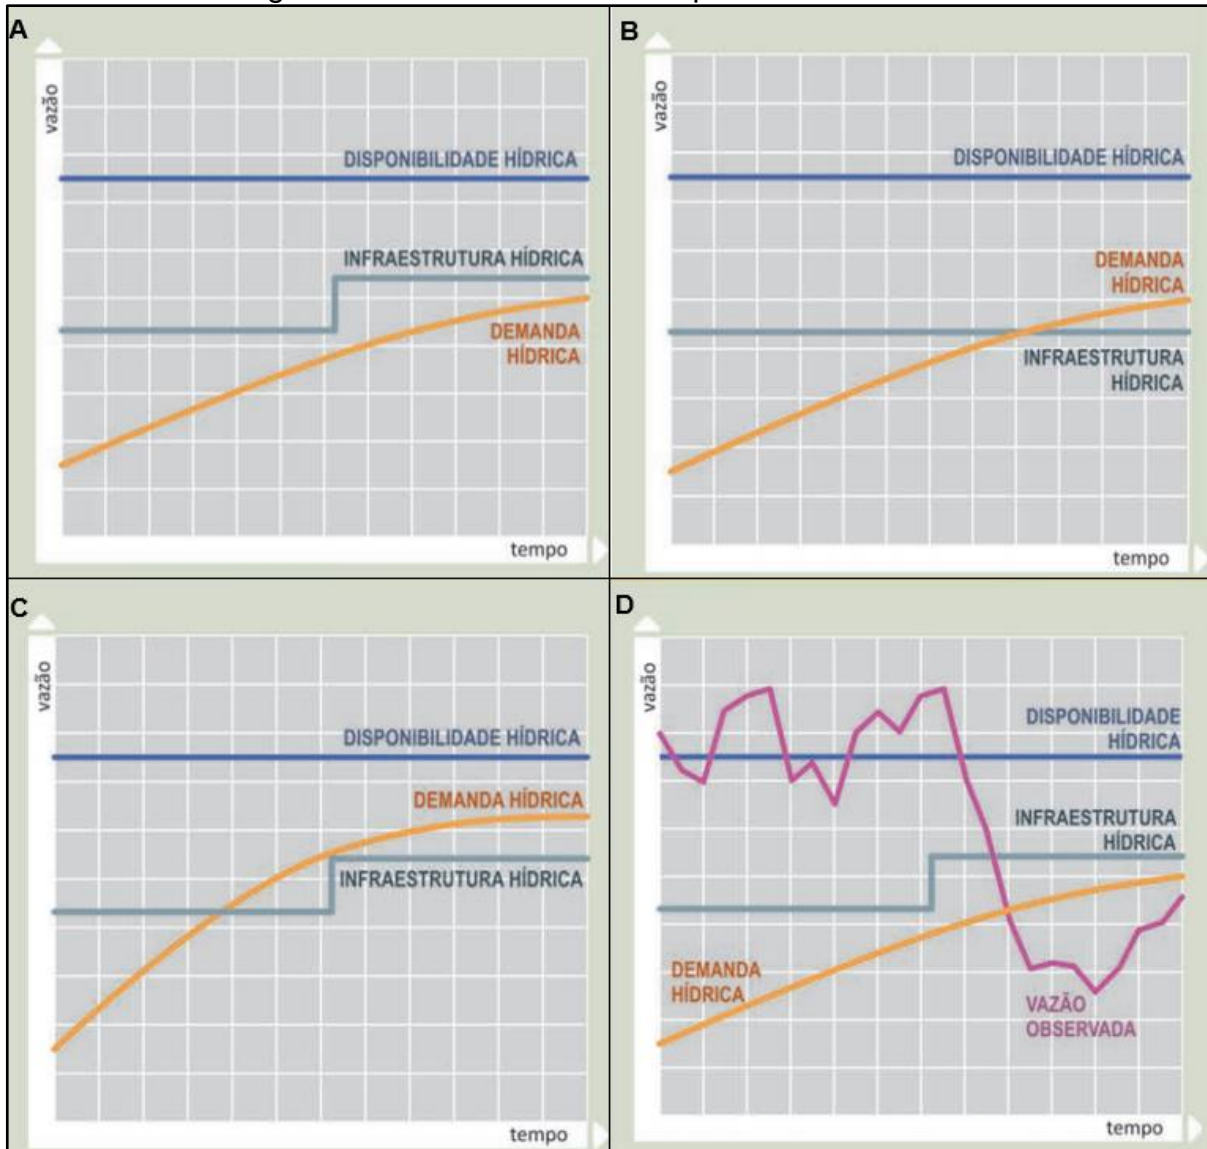 A
vazão
DISPONIBILIDADE HÍDRICA
INFRAESTRUTURA HÍDRICA
DEMANDA
HÍDRICA
tempo
B
vazão
DISPONIBILIDADE HÍDRICA
DEMANDA
HÍDRICA
INFRAESTRUTURA
HÍDRICA
tempo
C
vazão
DISPONIBILIDADE HÍDRICA
DEMANDA HÍDRICA
INFRAESTRUTURA HÍDRICA
tempo
D
vazão
DISPONIBILIDADE
HÍDRICA
INFRAESTRUTURA
HÍDRICA
DEMANDA
HÍDRICA
VAZÃO
OBSERVADA
tempo